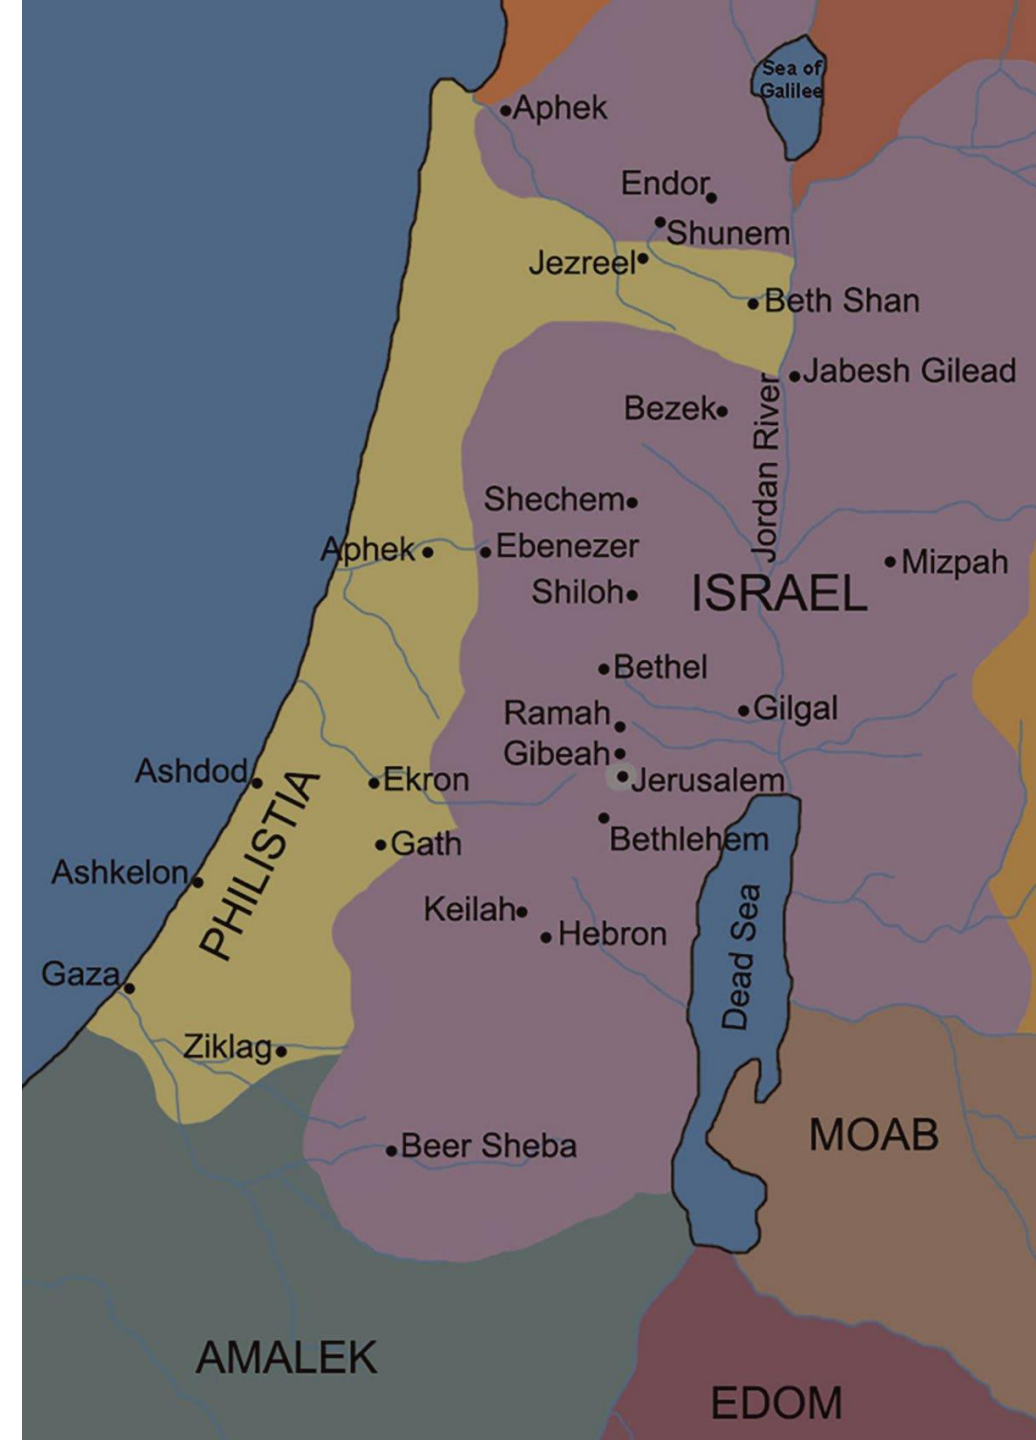 Sea of
Galilee
Aphek
Endor
Shunem
Jezreel
Beth Shan
Jabesh Gilead
Bezek
Jordan River
Shechem
Aphek
Ebenezer
Mizpah
Shiloh
ISRAEL
Bethel
Ramah
Gilgal
Gibeah
Ashdod
Ekron
Jerusalem
PHILISTIA
Gath
Bethlehem
Ashkelon
Keilah
Hebron
Dead Sea
Gaza
Ziklag
Beer Sheba
MOAB
AMALEK
EDOM